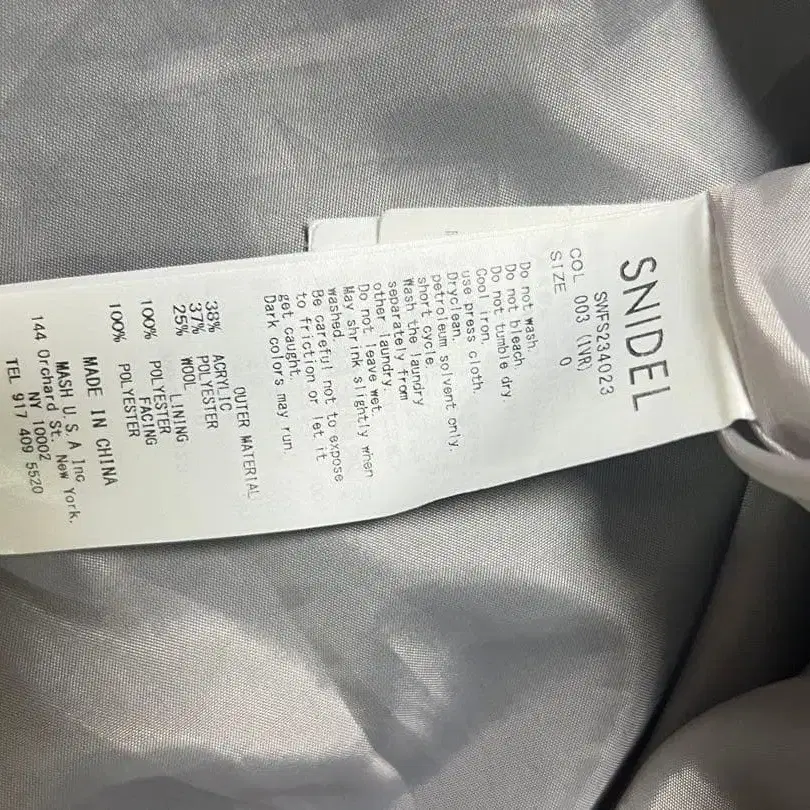 SNIDEL
SWFS234023
COL 003 (INR)
SIZE 0
Do not wash.
Do not bleach.
Do not tumble dry.
Cool iron.
use press cloth.
Dryclean.
petroleum solvent only.
short cycle.
Wash the laundry
separately from
other laundry.
Do not leave wet.
May shrink slightly when
washed.
Be careful not to expose
to friction or let it
get caught.
Dark colors may run.
OUTER MATERIAL
38% ACRYLIC
37% POLYESTER
25% WOOL
LINING
100% POLYESTER
FACING
100% POLYESTER
MADE IN CHINA
MASH U.S.A Inc
144 Orchard St. New York.
NY 10002
TEL 917 409 5520